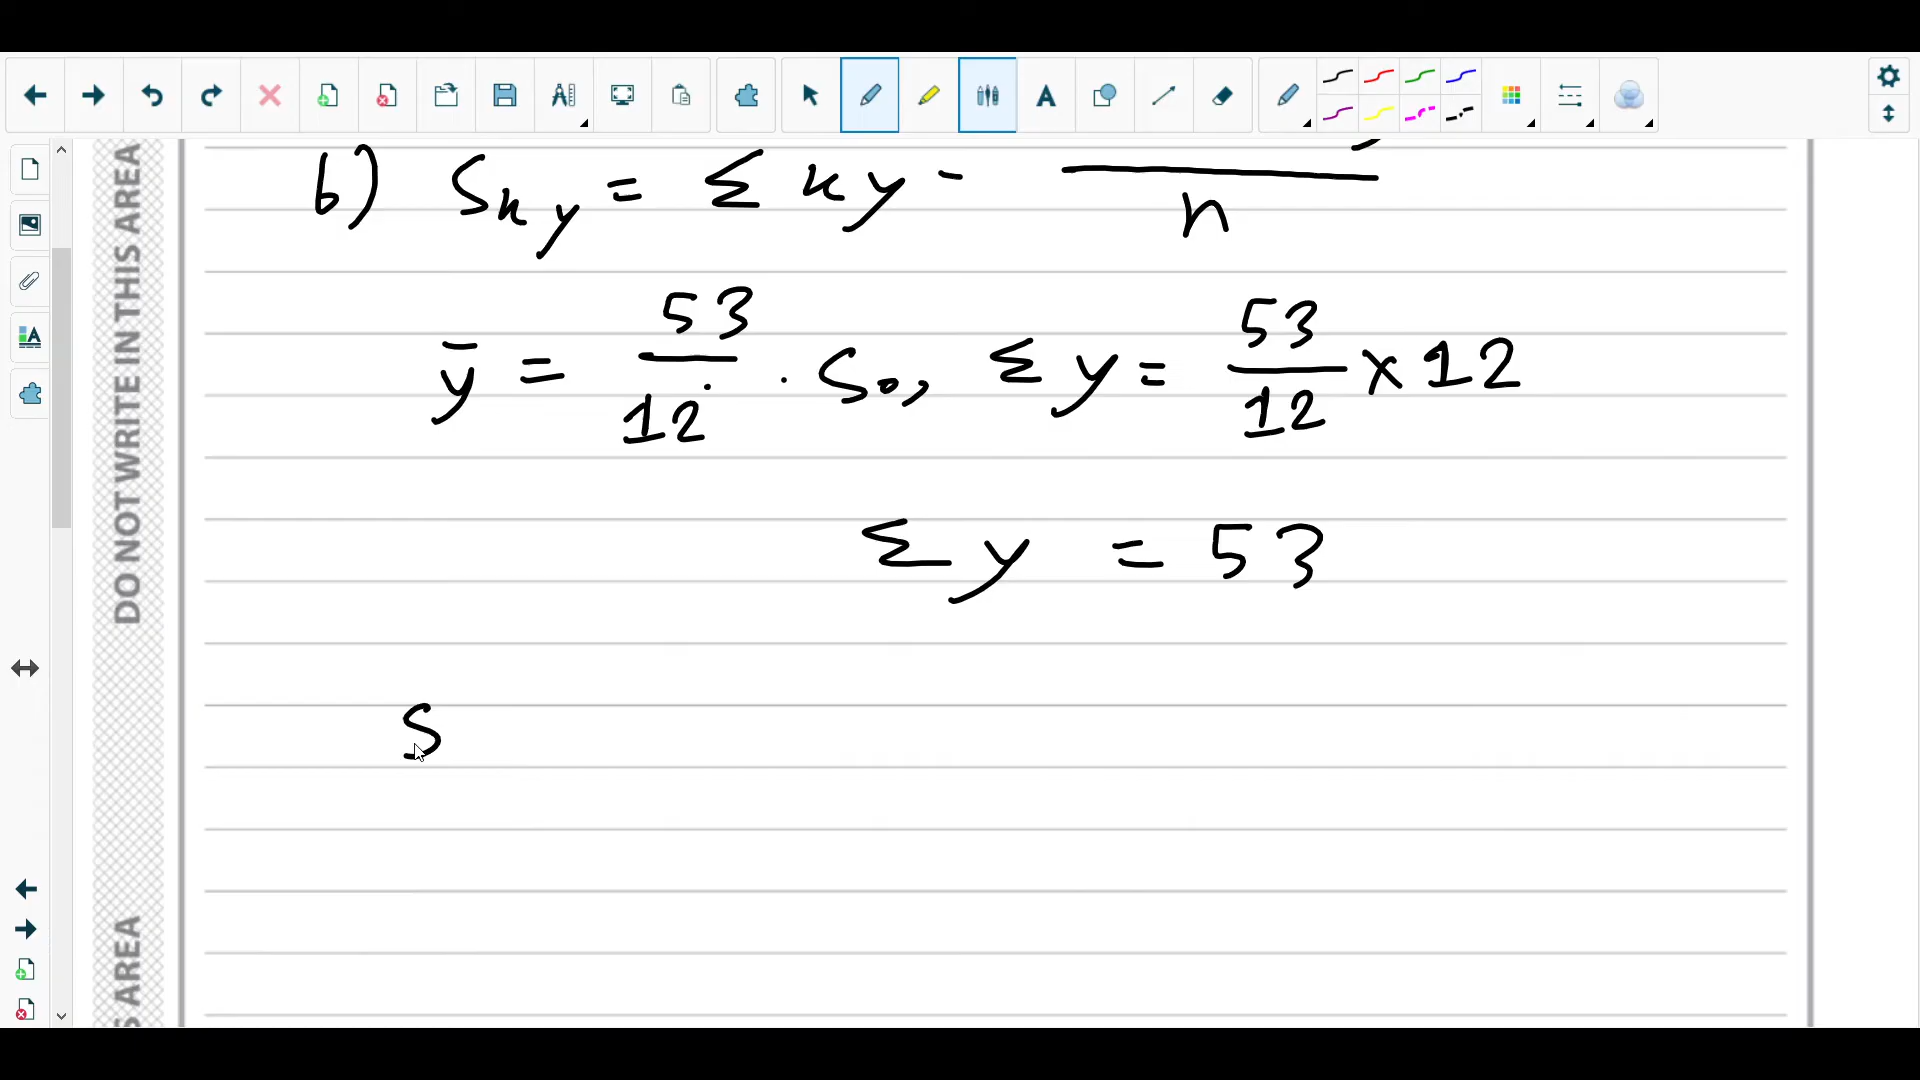 DO NOT WRITE IN THIS AREA
S AREA
b) Sxy = Σxy - ⁄ n
ȳ = 53/12 . So, Σy = 53/12 × 12
Σy = 53
S